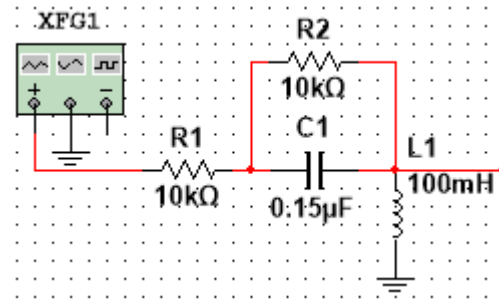 XFG1
+
−
R2
10kΩ
C1
R1
L1
10kΩ
0.15µF
100mH